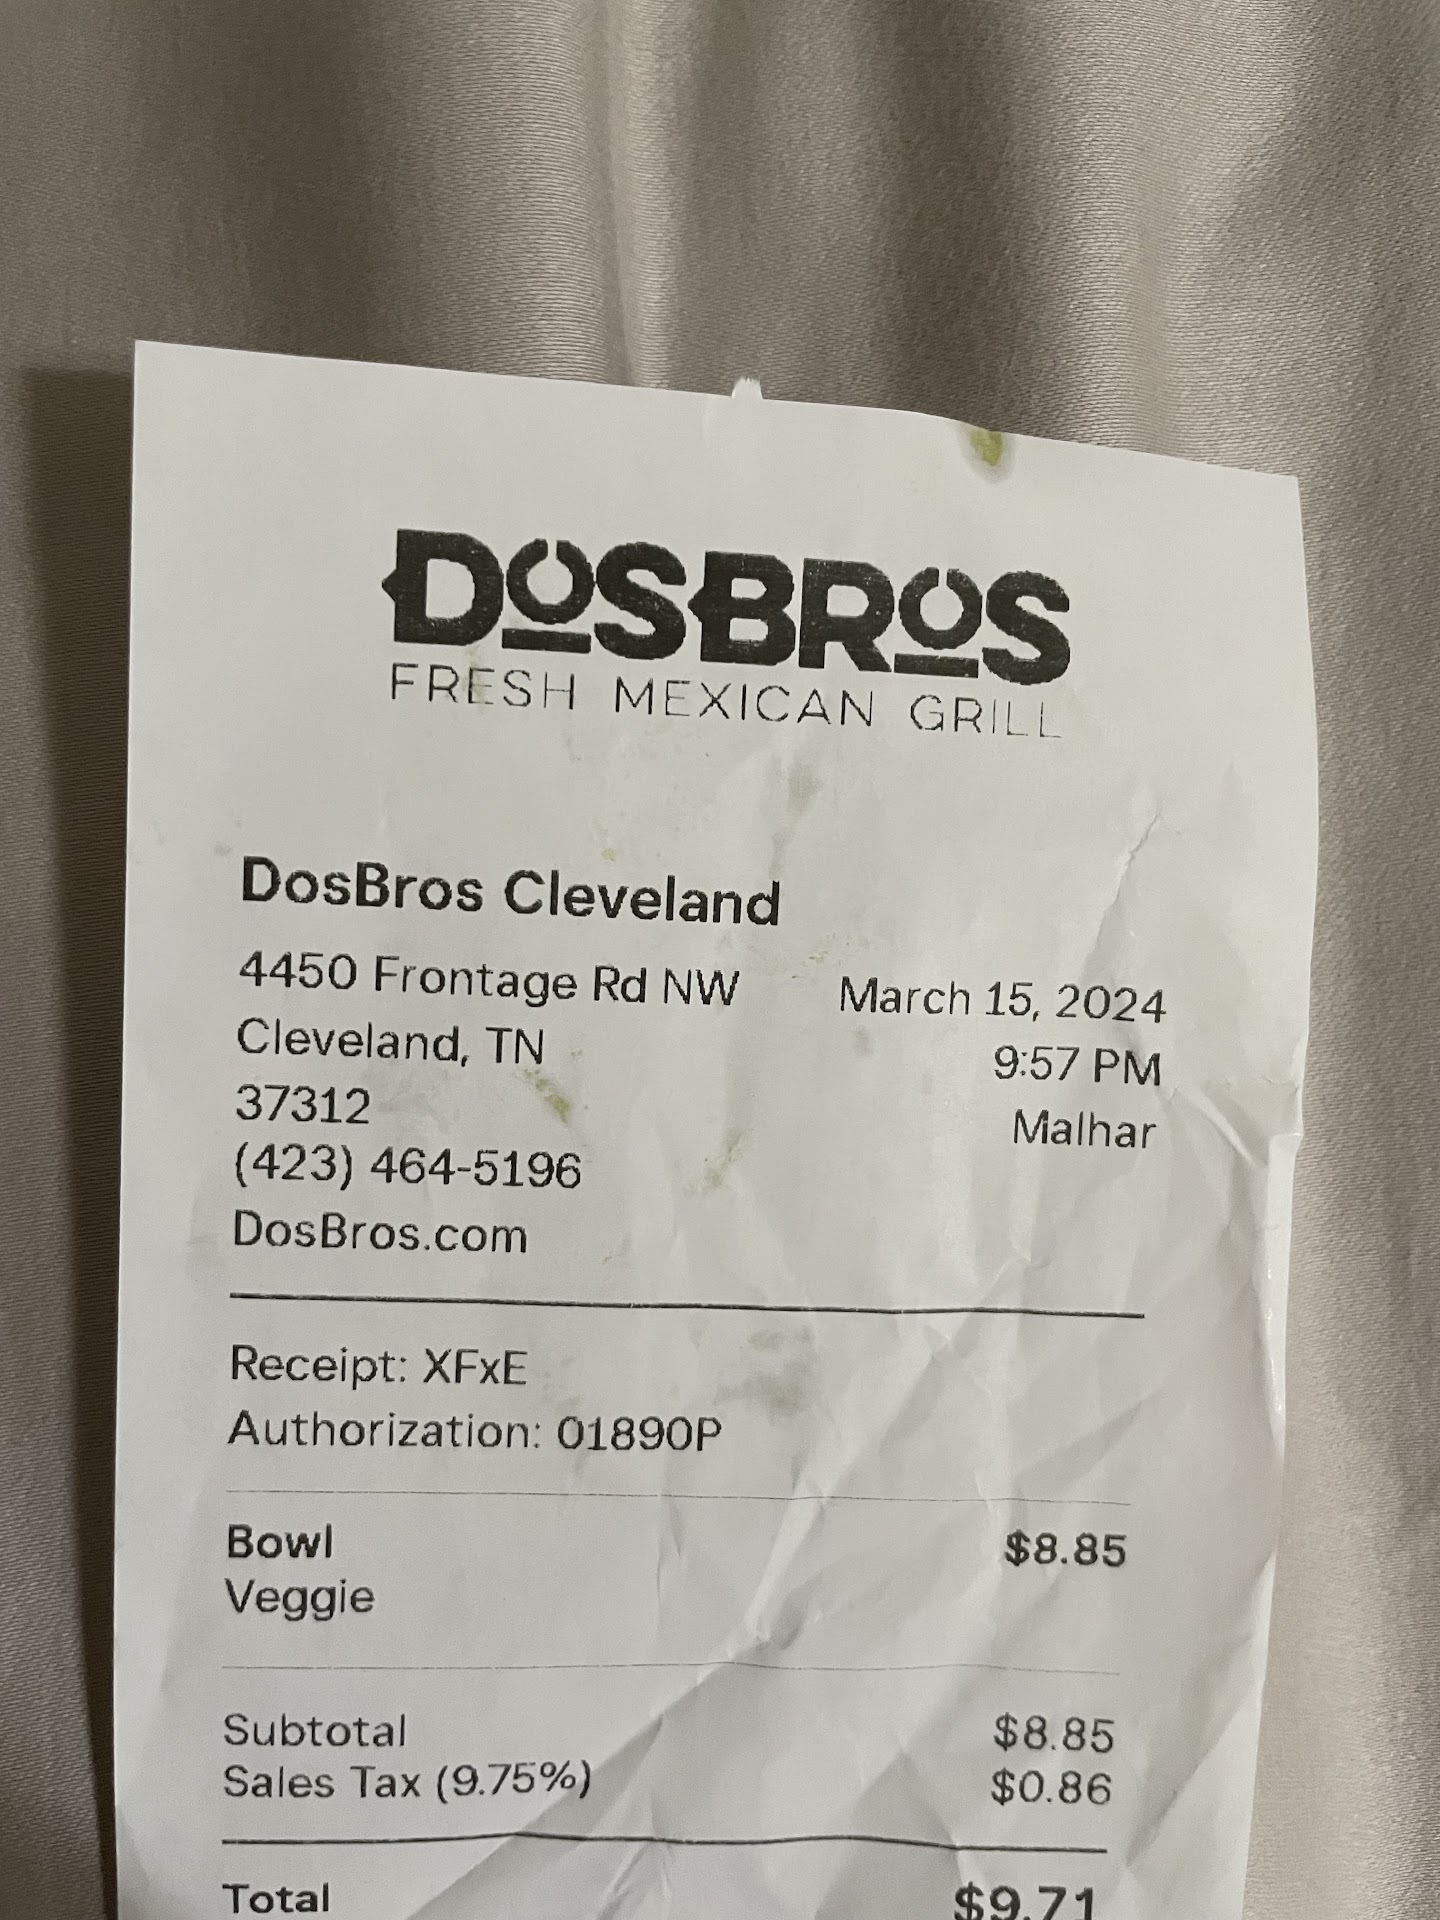 DOSBROS
FRESH MEXICAN GRILL
DosBros Cleveland
4450 Frontage Rd NW March 15, 2024
Cleveland, TN 9:57 PM
37312 Malhar
(423) 464-5196
DosBros.com
Receipt: XFxE
Authorization: 01890P
Bowl $8.85
Veggie
Subtotal $8.85
Sales Tax (9.75%) $0.86
Total $9.71